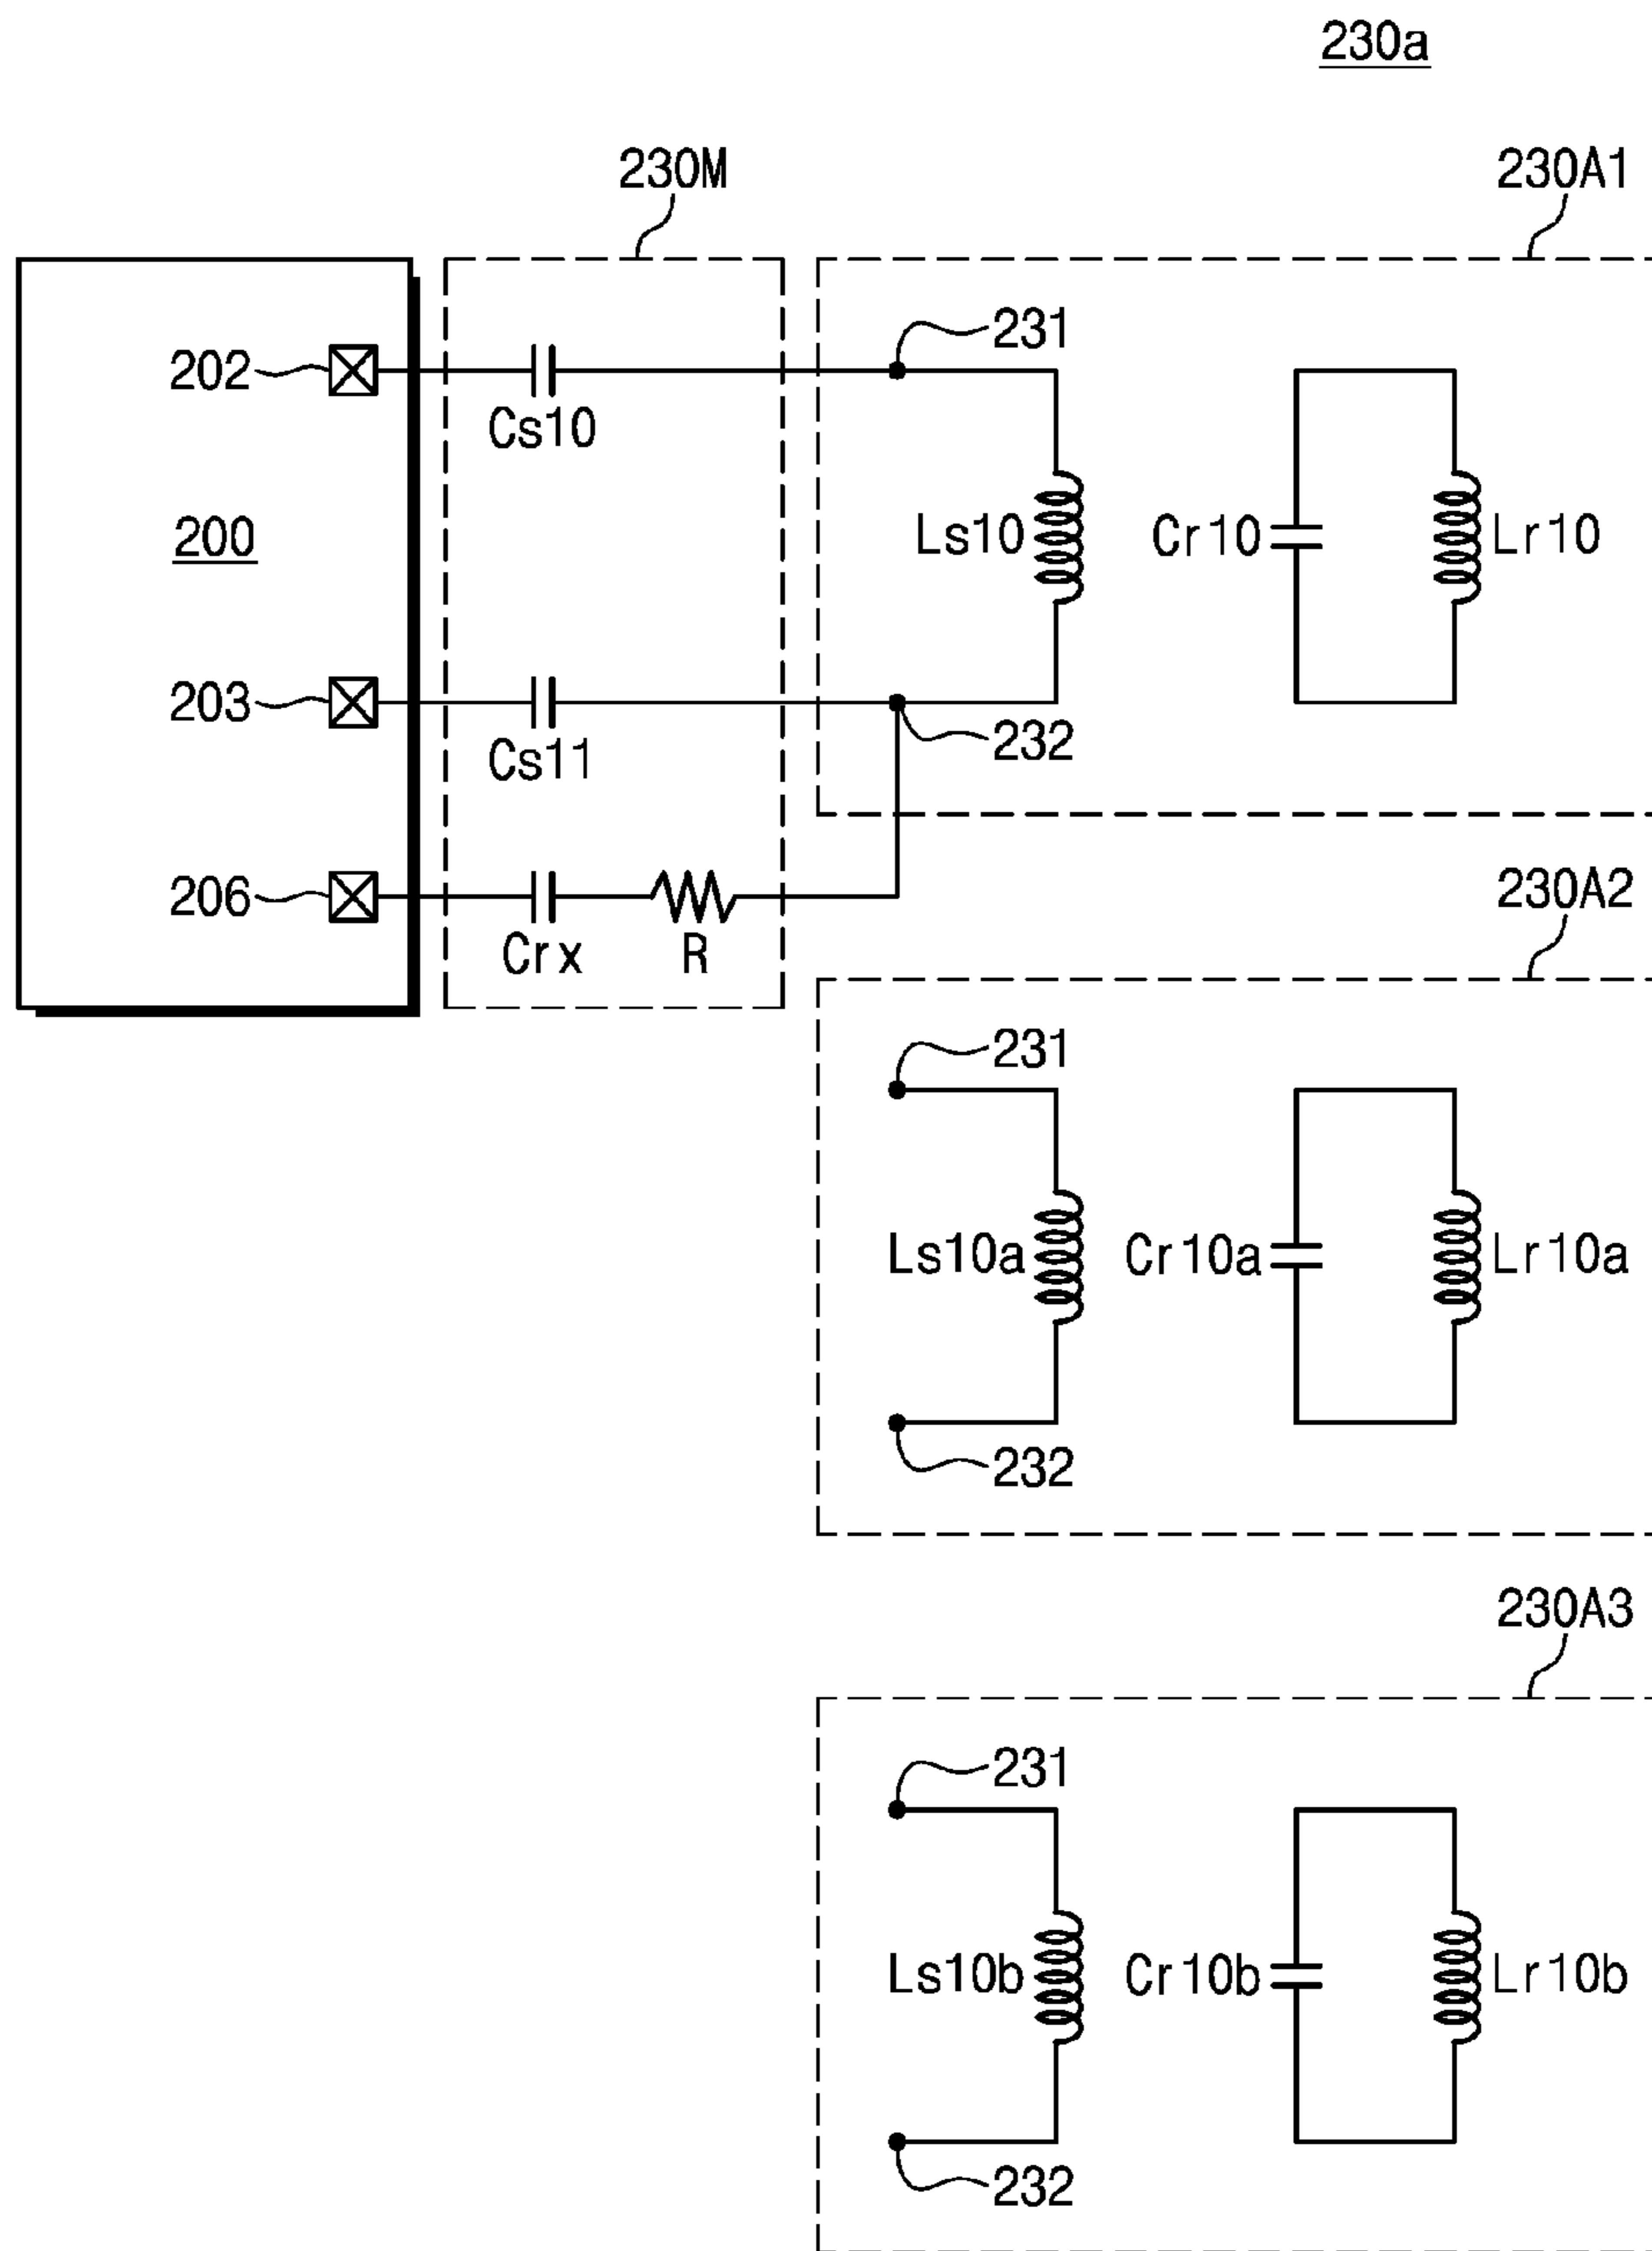 230a
230M
230A1
202
231
Cs10
200
Ls10
Cr10
Lr10
203
232
Cs11
206
230A2
Crx
R
231
Ls10a
Cr10a
Lr10a
232
230A3
231
Ls10b
Cr10b
Lr10b
232